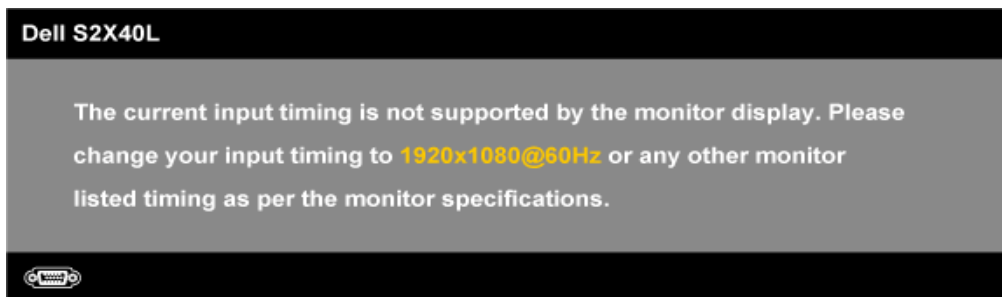 Dell S2X40L
The current input timing is not supported by the monitor display. Please
change your input timing to 1920x1080@60Hz or any other monitor
listed timing as per the monitor specifications.